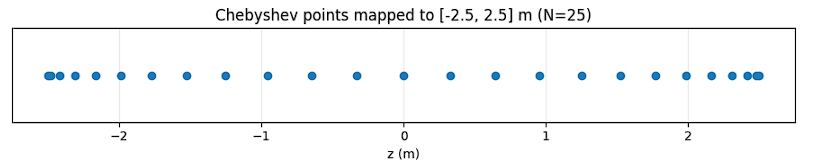 Chebyshev points mapped to [-2.5, 2.5] m (N=25)
−2 −1 0 1 2
z (m)